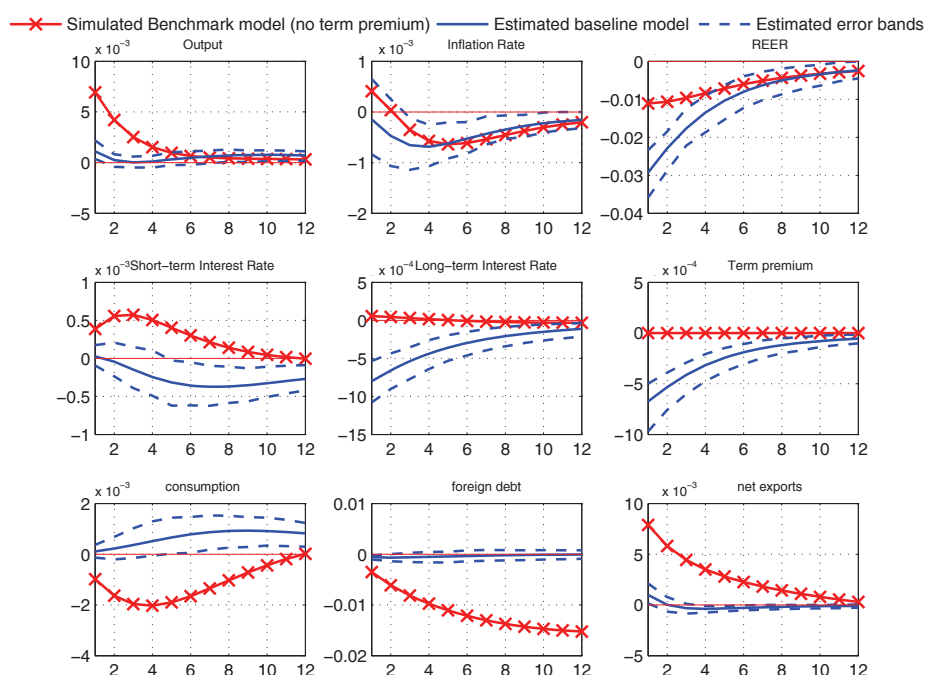 Simulated Benchmark model (no term premium) Estimated baseline model Estimated error bands
x 10⁻³ Output
10
5
0
−5
2 4 6 8 10 12
x 10⁻³ Inflation Rate
1
0
−1
−2
2 4 6 8 10 12
REER
0
−0.01
−0.02
−0.03
−0.04
2 4 6 8 10 12
x 10⁻³Short−term Interest Rate
1
0.5
0
−0.5
−1
2 4 6 8 10 12
x 10⁻⁴Long−term Interest Rate
5
0
−5
−10
−15
2 4 6 8 10 12
x 10⁻⁴ Term premium
5
0
−5
−10
2 4 6 8 10 12
x 10⁻³ consumption
2
0
−2
−4
2 4 6 8 10 12
foreign debt
0.01
0
−0.01
−0.02
2 4 6 8 10 12
x 10⁻³ net exports
10
5
0
−5
2 4 6 8 10 12